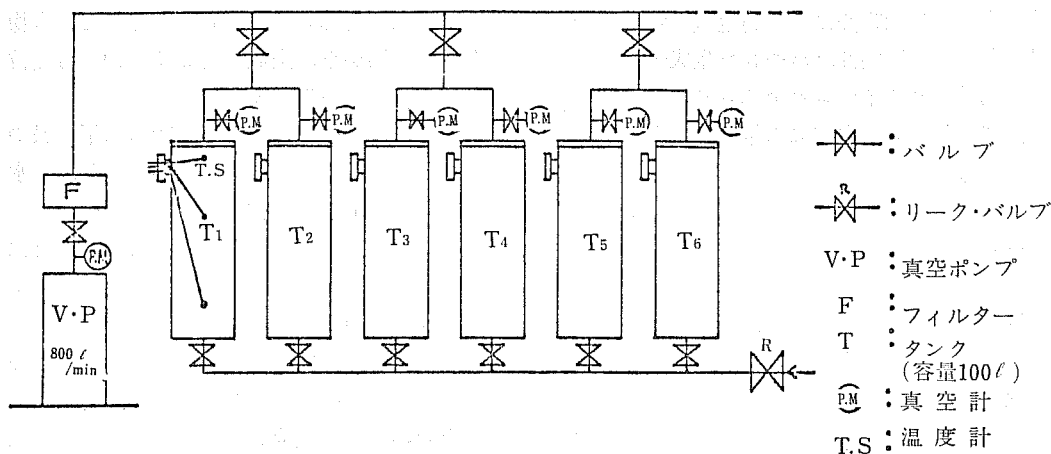 P.M P.M P.M P.M P.M P.M
T.S
F
T1 T2 T3 T4 T5 T6
P.M
V・P
800ℓ
/min
R
: バルブ
R
: リーク・バルブ
V・P : 真空ポンプ
F : フィルター
T : タンク
(容量100ℓ)
P.M : 真空計
T.S : 温度計